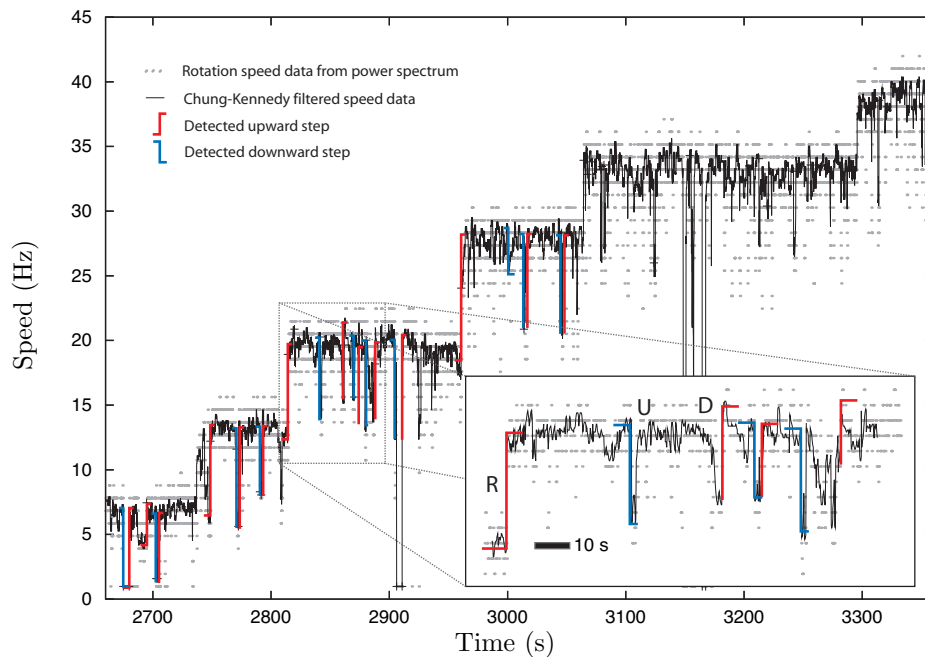 45
40
35
30
25
20
15
10
5
0
Speed (Hz)
Rotation speed data from power spectrum
Chung-Kennedy filtered speed data
Detected upward step
Detected downward step
R
U
D
10 s
2700
2800
2900
3000
3100
3200
3300
Time (s)